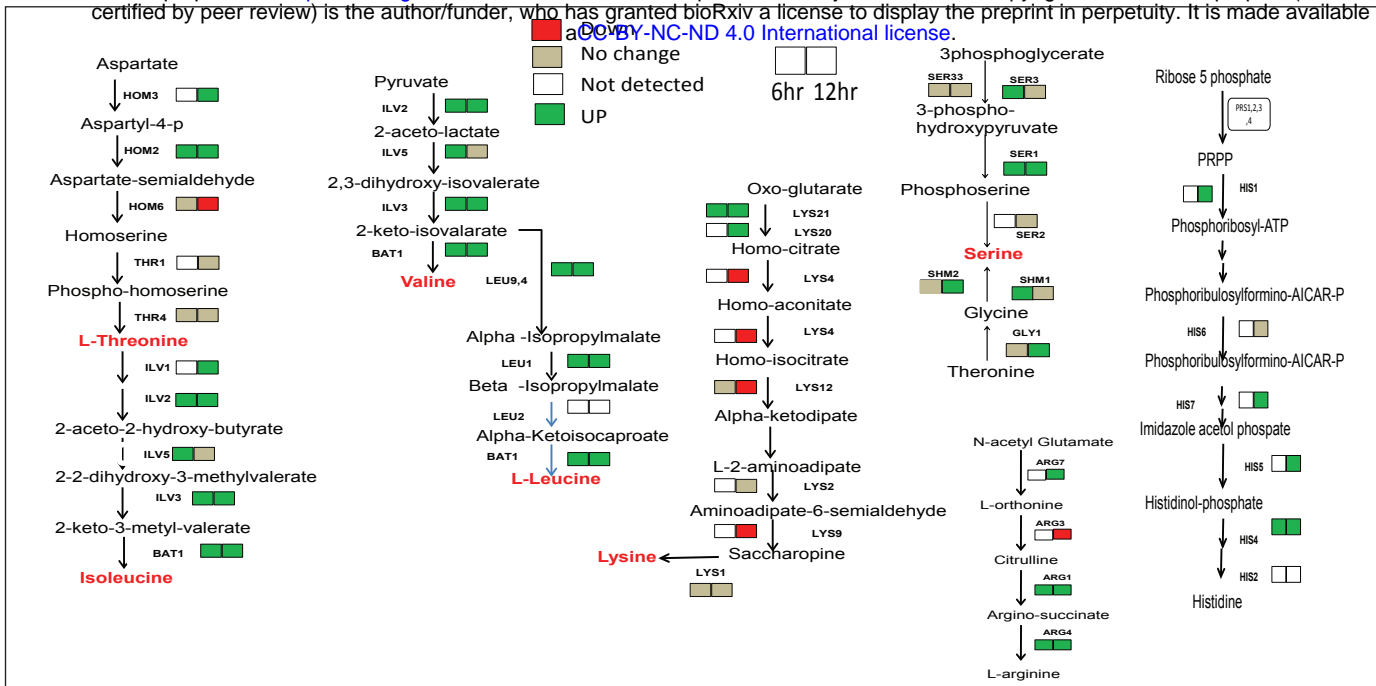 certified by peer review) is the author/funder, who has granted bioRxiv a license to display the preprint in perpetuity. It is made available
aCC-BY-NC-ND 4.0 International license.
Down
No change
Not detected
UP
6hr 12hr
Aspartate
HOM3
Aspartyl-4-p
HOM2
Aspartate-semialdehyde
HOM6
Homoserine
THR1
Phospho-homoserine
THR4
L-Threonine
ILV1
ILV2
2-aceto-2-hydroxy-butyrate
ILV5
2-2-dihydroxy-3-methylvalerate
ILV3
2-keto-3-metyl-valerate
BAT1
Isoleucine
Pyruvate
ILV2
2-aceto-lactate
ILV5
2,3-dihydroxy-isovalerate
ILV3
2-keto-isovalarate
BAT1
Valine
LEU9,4
Alpha -Isopropylmalate
LEU1
Beta -Isopropylmalate
LEU2
Alpha-Ketoisocaproate
BAT1
L-Leucine
Oxo-glutarate
LYS21
LYS20
Homo-citrate
LYS4
Homo-aconitate
LYS4
Homo-isocitrate
LYS12
Alpha-ketodipate
L-2-aminoadipate
LYS2
Aminoadipate-6-semialdehyde
LYS9
Saccharopine
Lysine
LYS1
3phosphoglycerate
SER33
SER3
3-phospho-
hydroxypyruvate
SER1
Phosphoserine
SER2
Serine
SHM2
SHM1
Glycine
GLY1
Theronine
N-acetyl Glutamate
ARG7
L-orthonine
ARG3
Citrulline
ARG1
Argino-succinate
ARG4
L-arginine
Ribose 5 phosphate
PRS1,2,3
,4
PRPP
HIS1
Phosphoribosyl-ATP
Phosphoribulosylformino-AICAR-P
HIS6
Phosphoribulosylformino-AICAR-P
HIS7
Imidazole acetol phospate
HIS5
Histidinol-phosphate
HIS4
HIS2
Histidine